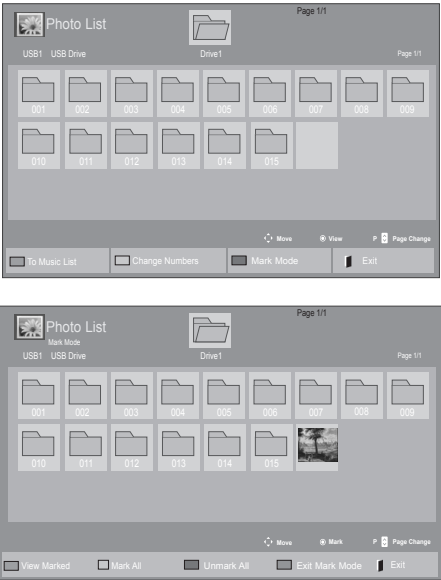 Page 1/1
Photo List
USB1 USB Drive Drive1 Page 1/1
001 002 003 004 005 006 007 008 009
010 011 012 013 014 015
Move View P Page Change
To Music List Change Numbers Mark Mode Exit
Page 1/1
Photo List
Mark Mode
USB1 USB Drive Drive1 Page 1/1
001 002 003 004 005 006 007 008 009
010 011 012 013 014 015
Move Mark P Page Change
View Marked Mark All Unmark All Exit Mark Mode Exit